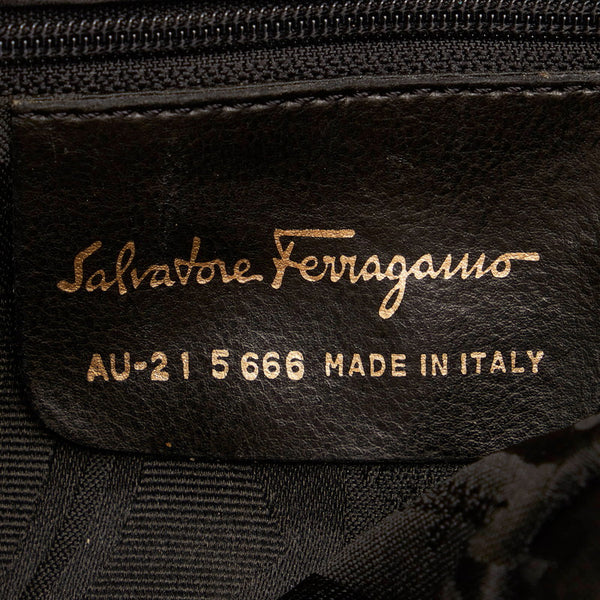 Salvatore Ferragamo
AU-21 5666 MADE IN ITALY